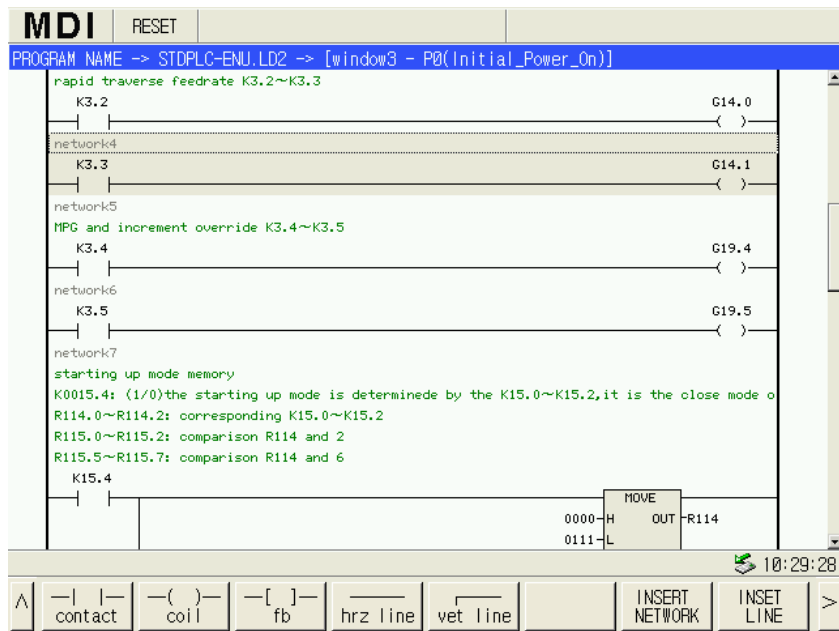 MDI RESET
PROGRAM NAME -> STDPLC-ENU.LD2 -> [window3 - P0(Initial_Power_On)]
rapid traverse feedrate K3.2~K3.3
K3.2 G14.0
network4
K3.3 G14.1
network5
MPG and increment override K3.4~K3.5
K3.4 G19.4
network6
K3.5 G19.5
network7
starting up mode memory
K0015.4: (1/0)the starting up mode is determinede by the K15.0~K15.2,it is the close mode o
R114.0~R114.2: corresponding K15.0~K15.2
R115.0~R115.2: comparison R114 and 2
R115.5~R115.7: comparison R114 and 6
K15.4
MOVE
0000 H OUT R114
0111 L
10:29:28
contact coil fb hrz line vet line INSERT NETWORK INSET LINE